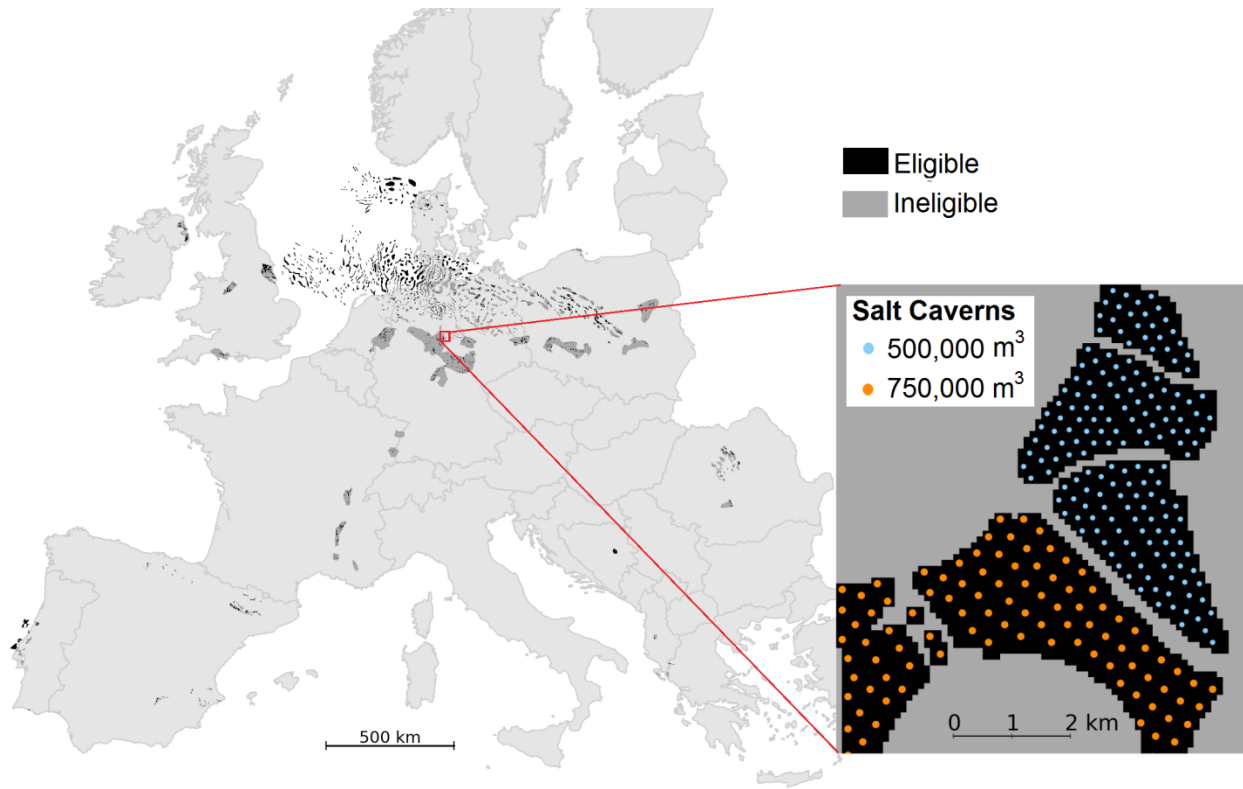 Eligible
Ineligible
Salt Caverns
500,000 m³
750,000 m³
0 1 2 km
500 km